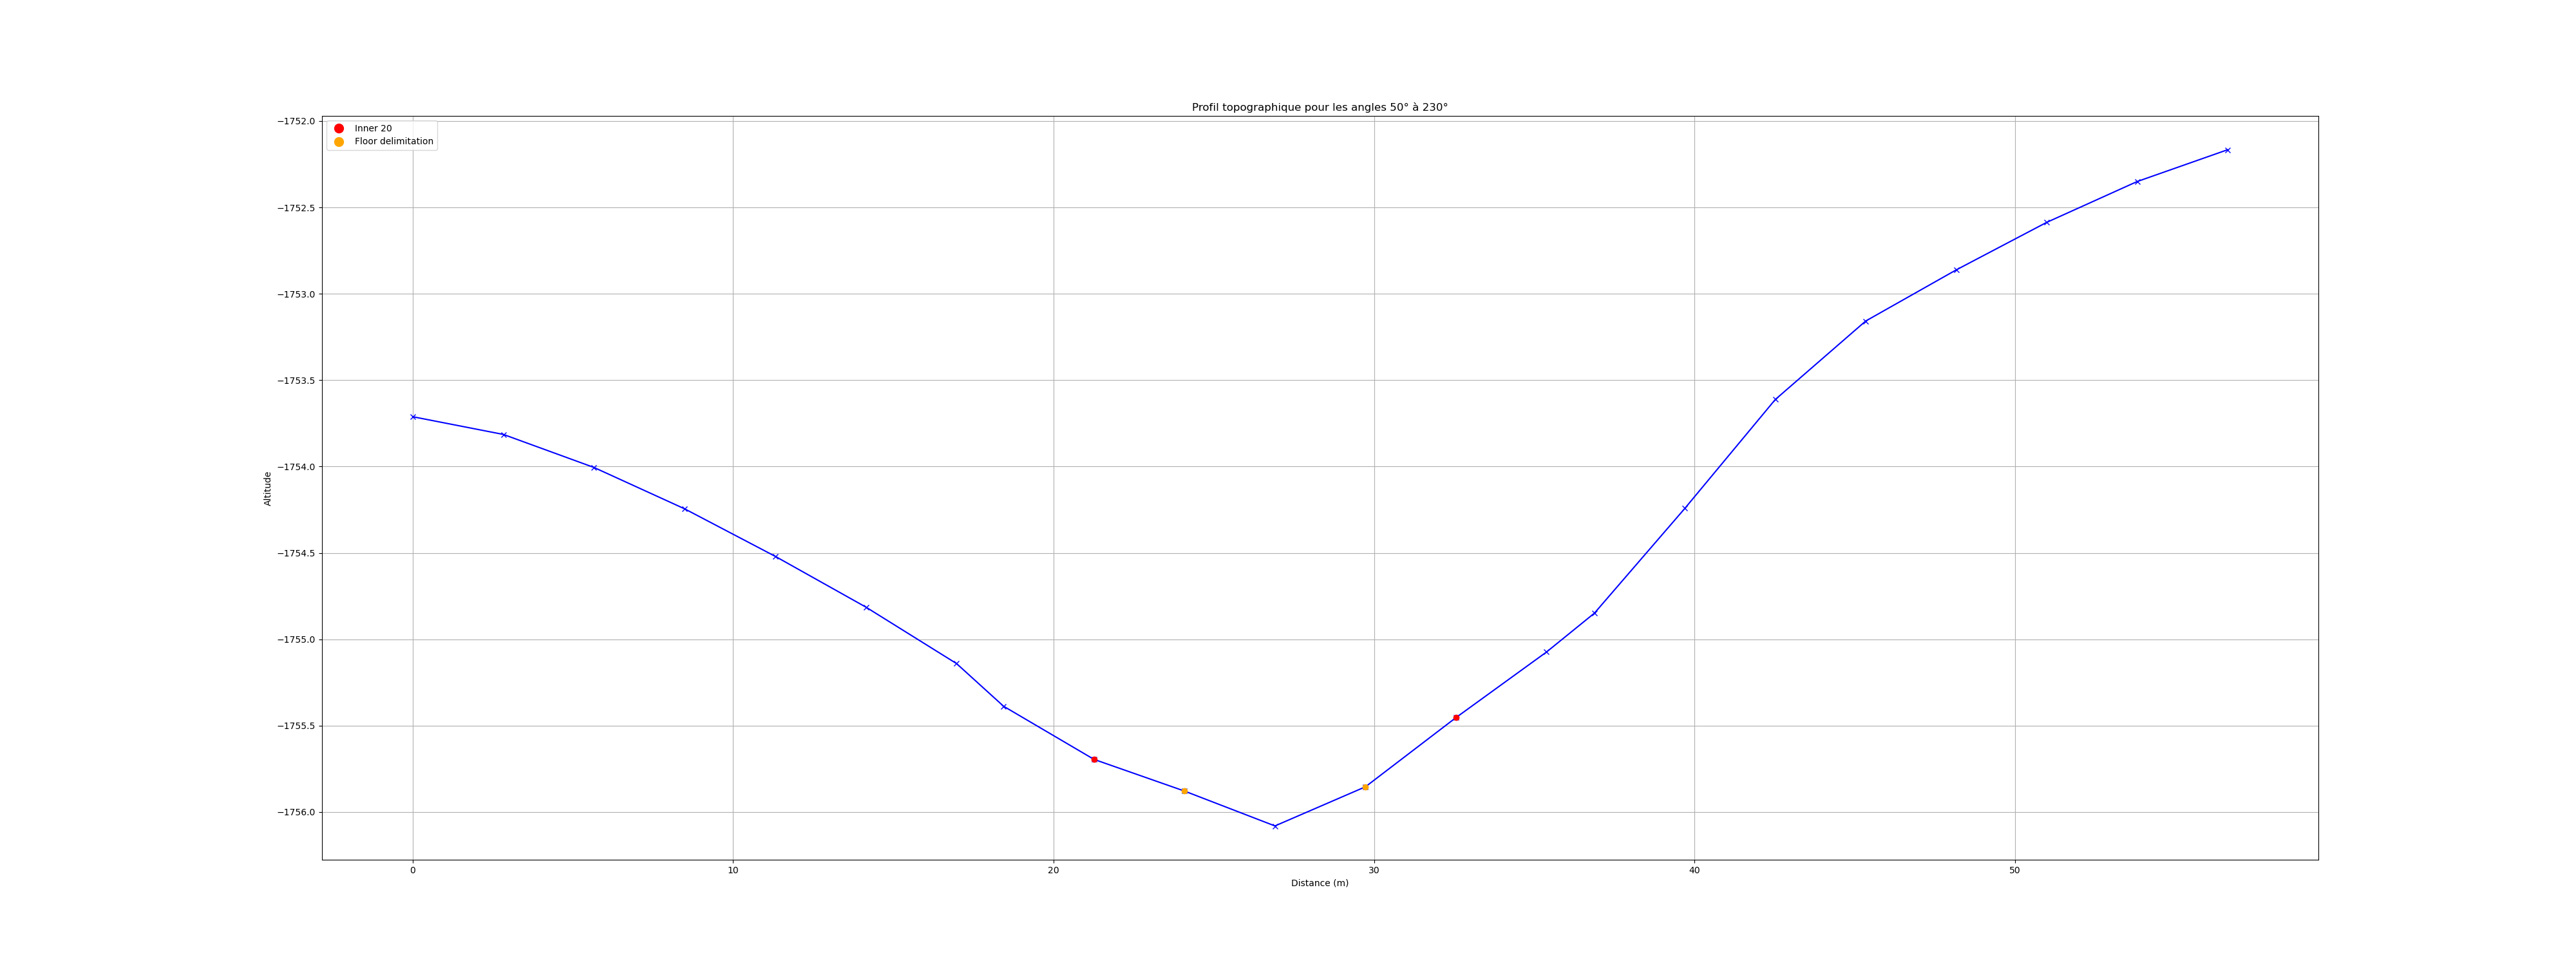 Profil topographique pour les angles 50° à 230°
Inner 20
Floor delimitation
−1752.0
−1752.5
−1753.0
−1753.5
−1754.0
−1754.5
−1755.0
−1755.5
−1756.0
Altitude
0 10 20 30 40 50
Distance (m)